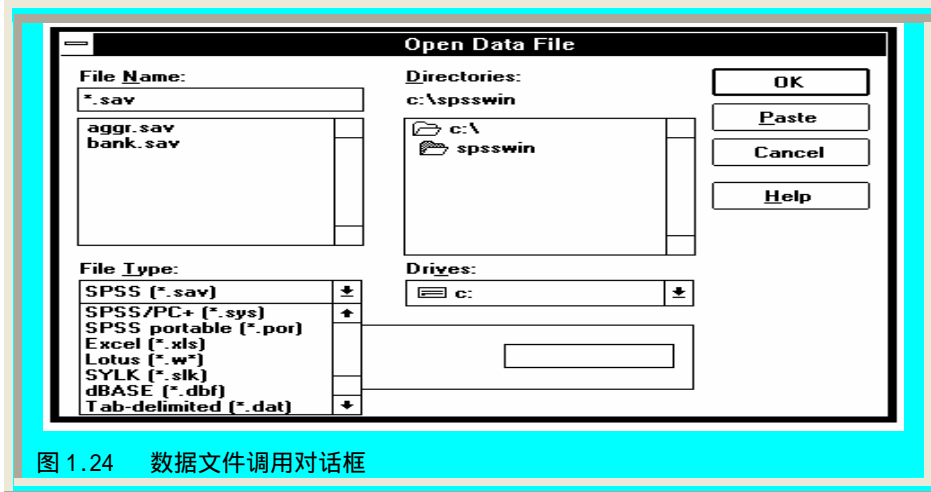 Open Data File
File Name:
*.sav
aggr.sav
bank.sav
Directories:
c:\spsswin
c:\
spsswin
OK
Paste
Cancel
Help
File Type:
SPSS (*.sav)
SPSS/PC+ (*.sys)
SPSS portable (*.por)
Excel (*.xls)
Lotus (*.w*)
SYLK (*.slk)
dBASE (*.dbf)
Tab-delimited (*.dat)
Drives:
c:
图 1.24 数据文件调用对话框